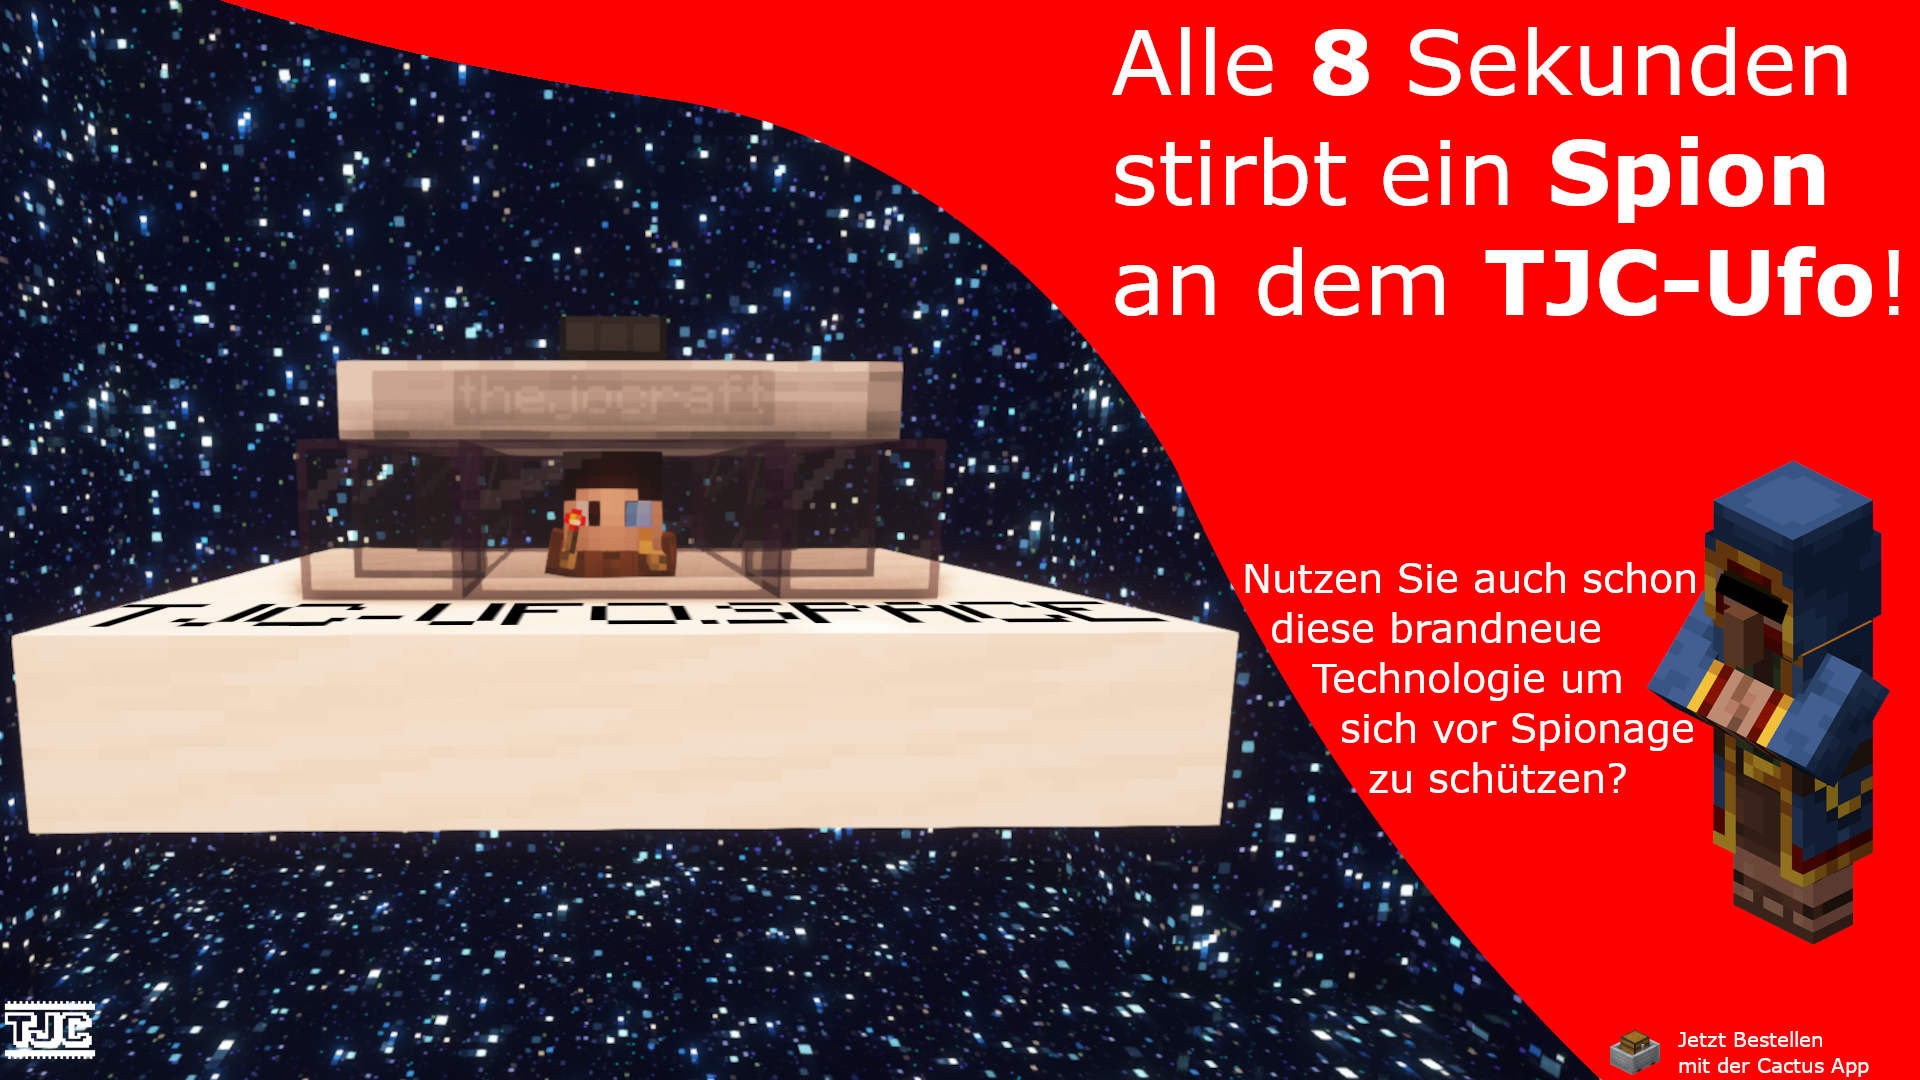 Alle 8 Sekunden
stirbt ein Spion
an dem TJC-Ufo!
the_jocraft
TJC-UFO.SPACE
Nutzen Sie auch schon
diese brandneue
Technologie um
sich vor Spionage
zu schützen?
TJC
Jetzt Bestellen
mit der Cactus App